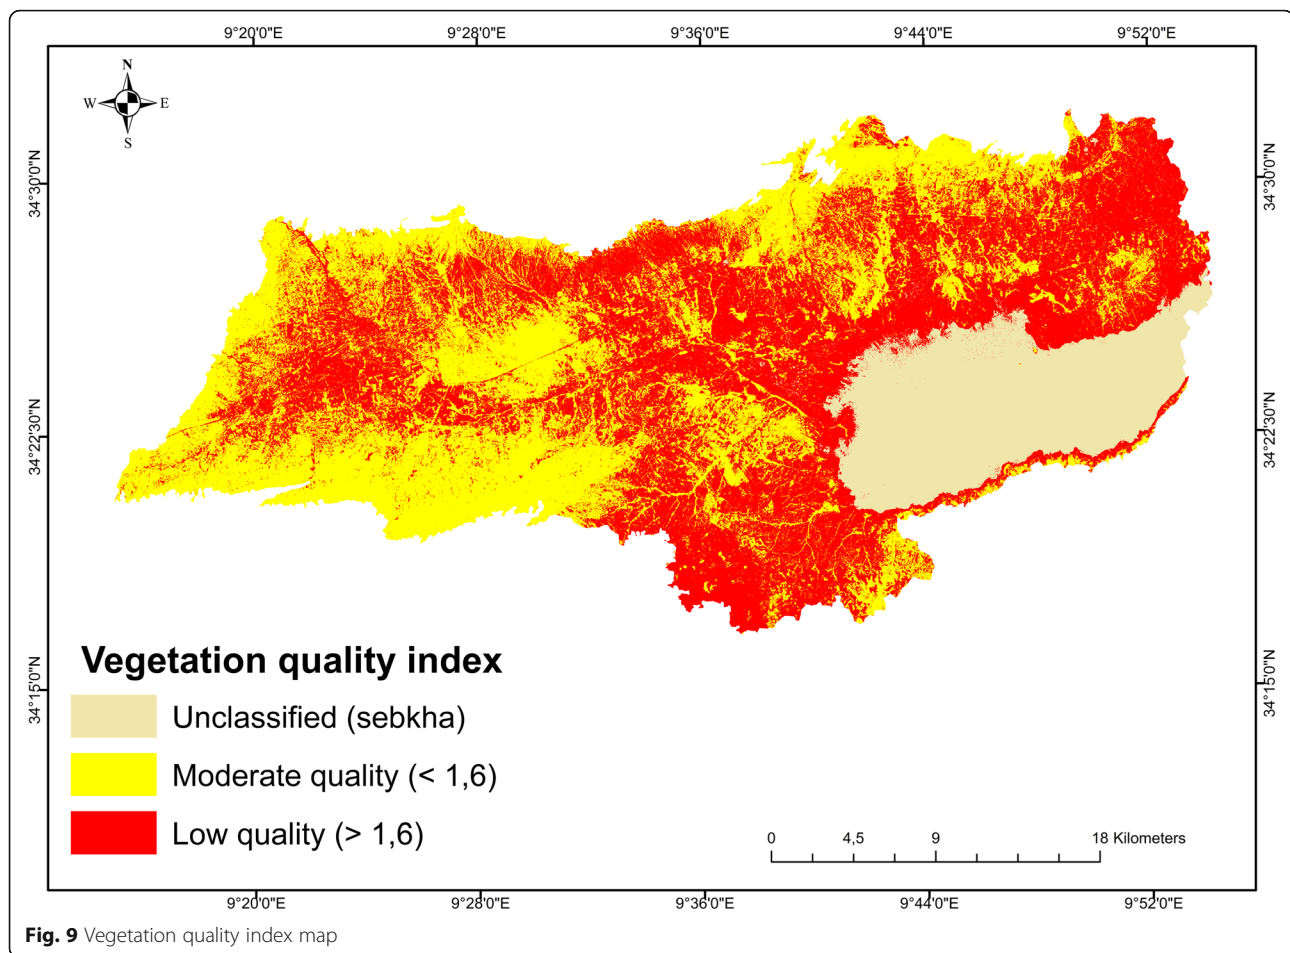 9°20'0"E 9°28'0"E 9°36'0"E 9°44'0"E 9°52'0"E
N
W E
S
34°30'0"N 34°30'0"N
34°22'30"N 34°22'30"N
34°15'0"N 34°15'0"N
Vegetation quality index
Unclassified (sebkha)
Moderate quality (< 1,6)
Low quality (> 1,6)
0 4,5 9 18 Kilometers
9°20'0"E 9°28'0"E 9°36'0"E 9°44'0"E 9°52'0"E
Fig. 9 Vegetation quality index map